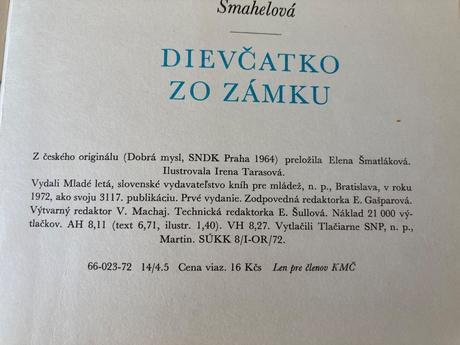 Šmahelová
DIEVČATKO
ZO ZÁMKU
Z českého originálu (Dobrá mysl, SNDK Praha 1964) preložila Elena Šmatláková.
Ilustrovala Irena Tarasová.
Vydali Mladé letá, slovenské vydavateľstvo kníh pre mládež, n. p., Bratislava, v roku
1972, ako svoju 3117. publikáciu. Prvé vydanie. Zodpovedná redaktorka E. Gašparová.
Výtvarný redaktor V. Machaj. Technická redaktorka E. Šullová. Náklad 21 000 vý-
tlačkov. AH 8,11 (text 6,71, ilustr. 1,40). VH 8,27. Vytlačili Tlačiarne SNP, n. p.,
Martin. SÚKK 8/I-OR/72.
66-023-72 14/4.5 Cena viaz. 16 Kčs Len pre členov KMČ